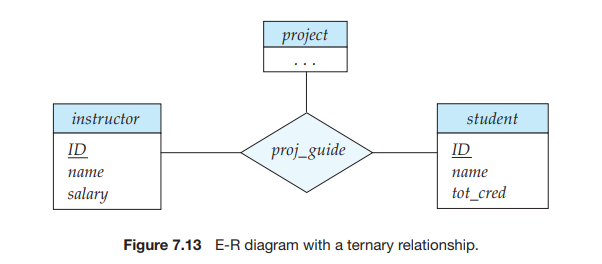 project
. . .
instructor
ID
name
salary
proj_guide
student
ID
name
tot_cred
Figure 7.13 E-R diagram with a ternary relationship.